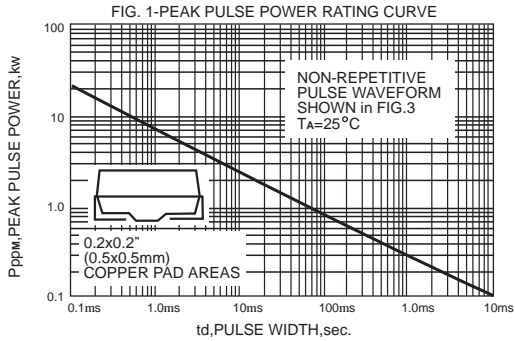 FIG. 1-PEAK PULSE POWER RATING CURVE
PPPM,PEAK PULSE POWER,kw
100
10
1.0
0.1
NON-REPETITIVE
PULSE WAVEFORM
SHOWN in FIG.3
TA=25°C
0.2x0.2"
(0.5x0.5mm)
COPPER PAD AREAS
0.1ms 1.0ms 10ms 100ms 1.0ms 10ms
td,PULSE WIDTH,sec.